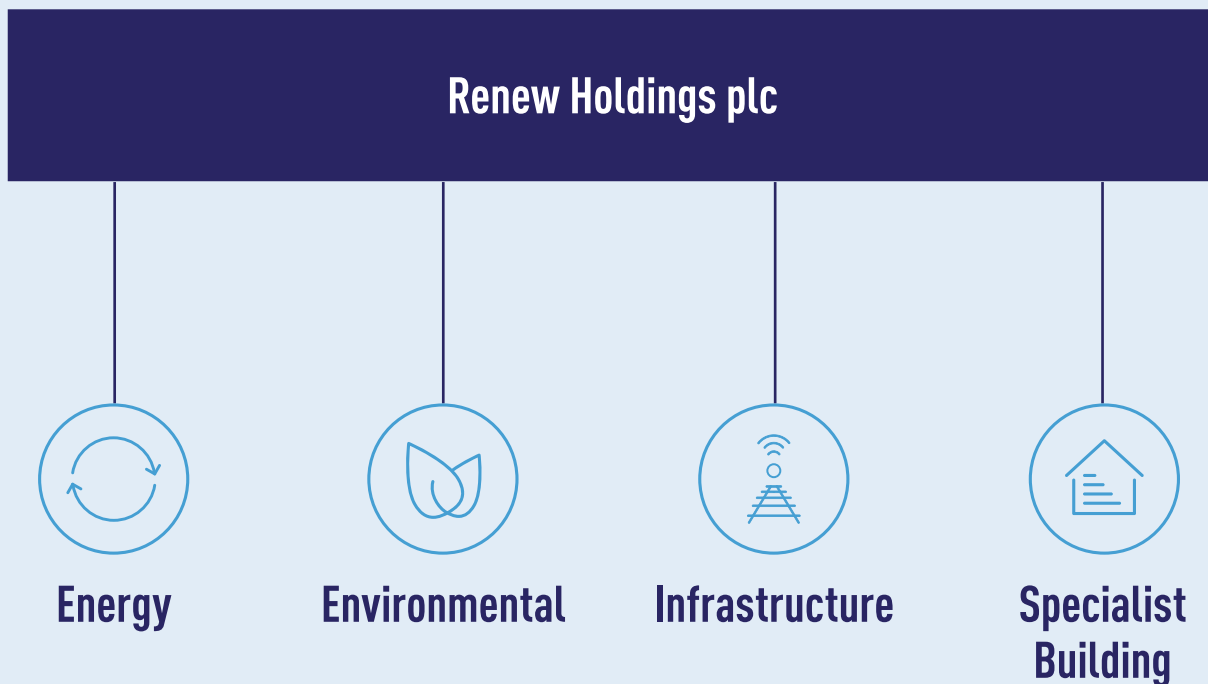 Renew Holdings plc
Energy
Environmental
Infrastructure
Specialist
Building